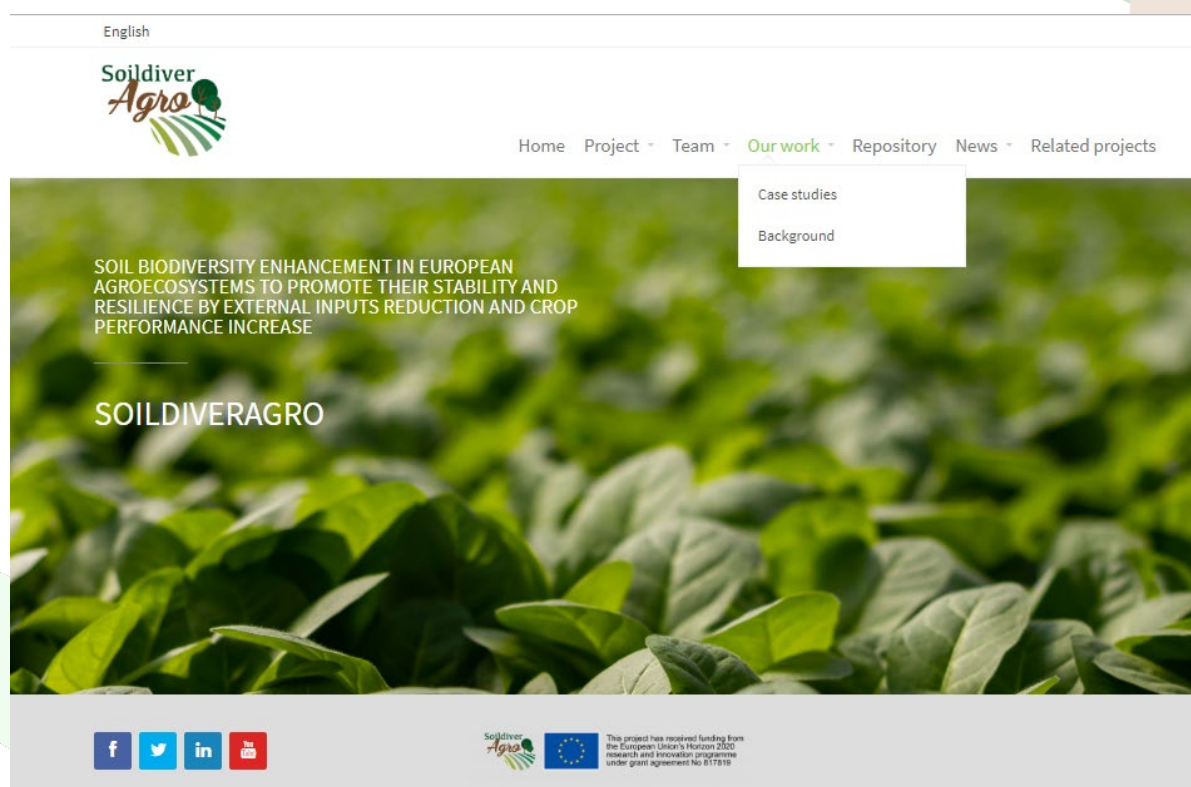 English
Soildiver
Agro
Home Project Team Our work Repository News Related projects
Case studies
Background
SOIL BIODIVERSITY ENHANCEMENT IN EUROPEAN
AGROECOSYSTEMS TO PROMOTE THEIR STABILITY AND
RESILIENCE BY EXTERNAL INPUTS REDUCTION AND CROP
PERFORMANCE INCREASE
SOILDIVERAGRO
f in You Tube
Soildiver
Agro
This project has received funding from
the European Union's Horizon 2020
research and innovation programme
under grant agreement No 817819